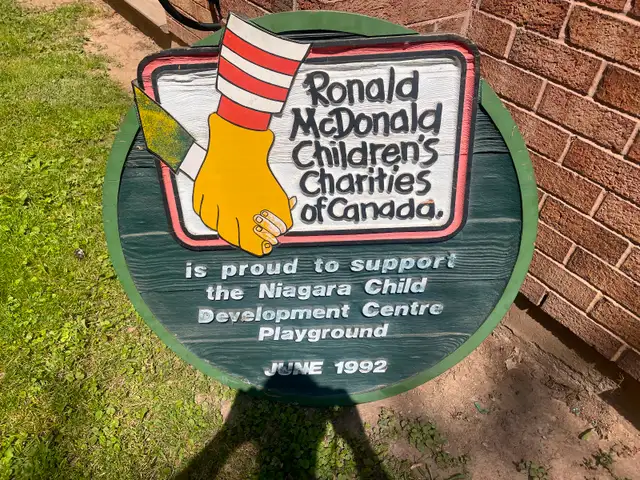 Ronald
McDonald
Children's
Charities
of Canada.
is proud to support
the Niagara Child
Development Centre
Playground
JUNE 1992